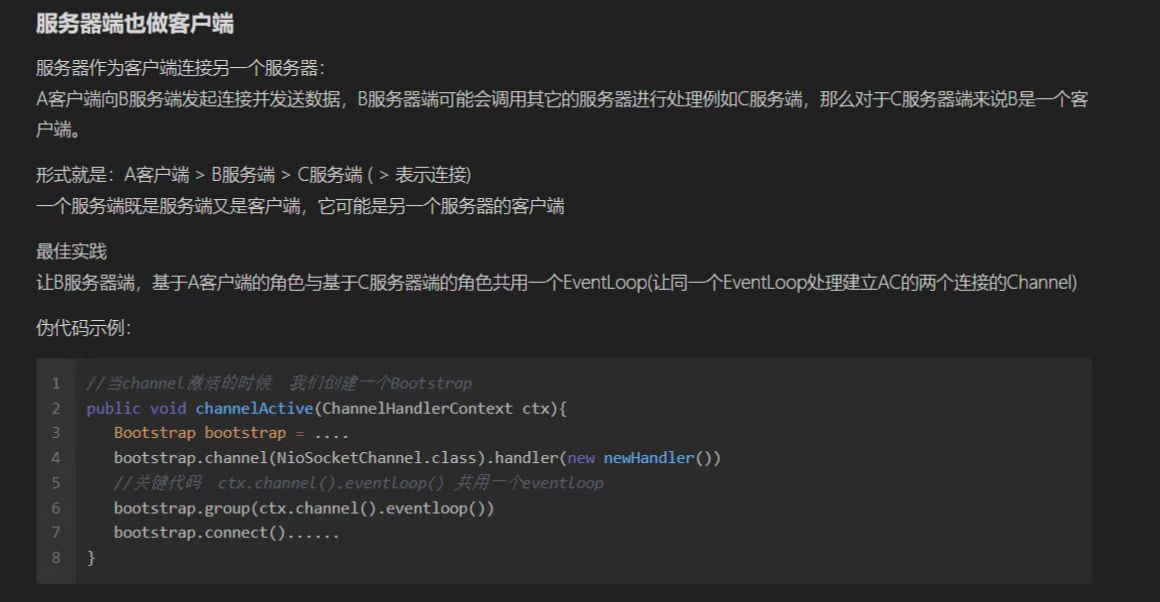 服务器端也做客户端
服务器作为客户端连接另一个服务器：
A客户端向B服务端发起连接并发送数据，B服务器端可能会调用其它的服务器进行处理例如C服务端，那么对于C服务器端来说B是一个客
户端。
形式就是：A客户端 > B服务端 > C服务端 ( > 表示连接)
一个服务端既是服务端又是客户端，它可能是另一个服务器的客户端
最佳实践
让B服务器端，基于A客户端的角色与基于C服务器端的角色共用一个EventLoop(让同一个EventLoop处理建立AC的两个连接的Channel)
伪代码示例：
1 //当channel激活的时候  我们创建一个Bootstrap
2 public void channelActive(ChannelHandlerContext ctx){
3    Bootstrap bootstrap = ....
4    bootstrap.channel(NioSocketChannel.class).handler(new newHandler())
5    //关键代码  ctx.channel().eventloop() 共用一个eventloop
6    bootstrap.group(ctx.channel().eventloop())
7    bootstrap.connect()......
8 }